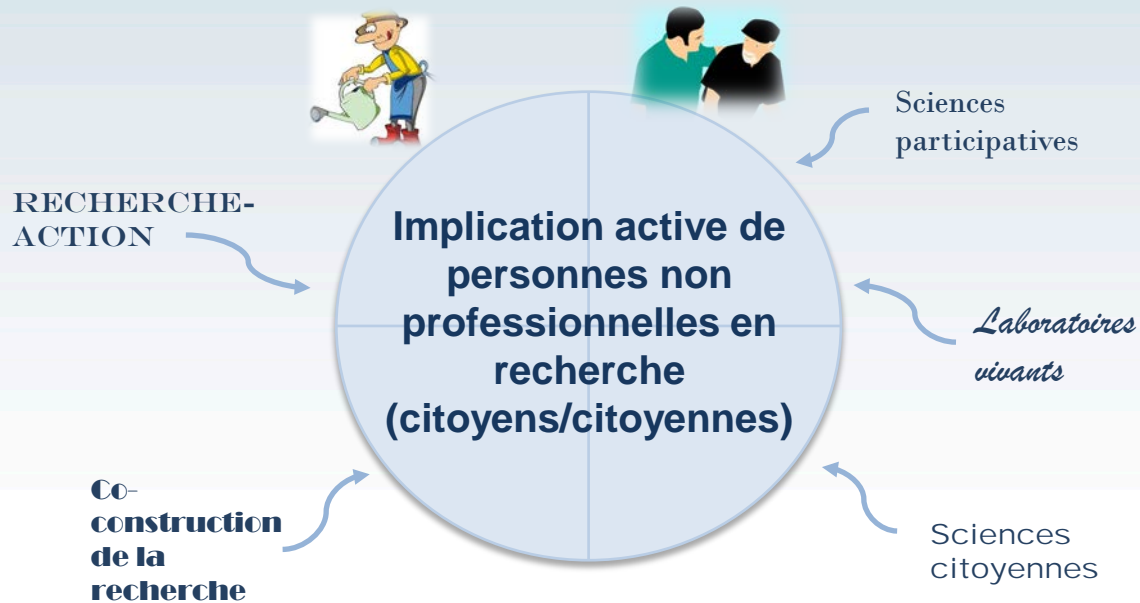 Sciences
participatives
RECHERCHE-
ACTION
Implication active de
personnes non
professionnelles en
recherche
(citoyens/citoyennes)
Laboratoires
vivants
Co-
construction
de la
recherche
Sciences
citoyennes